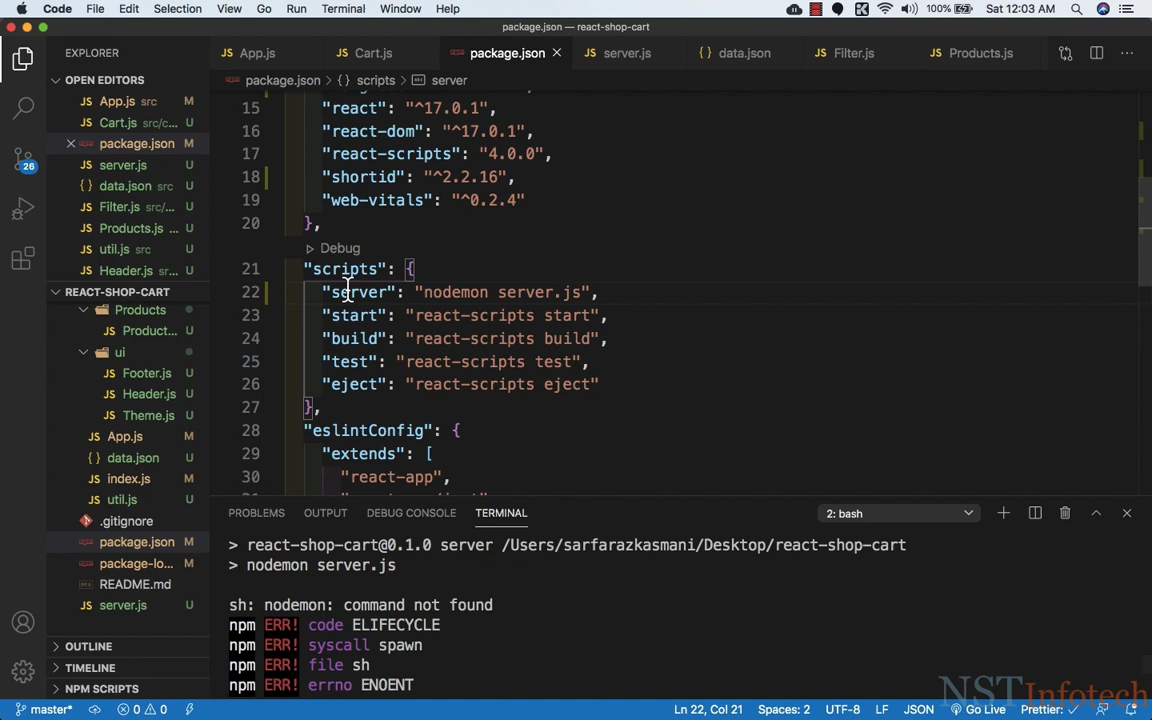 Code File Edit Selection View Go Run Terminal Window Help 100% Sat 12:03 AM
package.json — react-shop-cart
EXPLORER
App.js Cart.js package.json server.js data.json Filter.js Products.js
OPEN EDITORS
package.json > scripts > server
App.js src M
Cart.js src/c... M
package.json M
server.js U
data.json src U
Filter.js src/... U
Products.js ... U
util.js src U
Header.js src/... U
REACT-SHOP-CART
Products
Product... U
ui
Footer.js U
Header.js U
Theme.js U
App.js M
data.json U
index.js M
util.js U
.gitignore
package.json M
package-lo... M
README.md
server.js U
OUTLINE
TIMELINE
NPM SCRIPTS
26
15 "react": "^17.0.1",
16 "react-dom": "^17.0.1",
17 "react-scripts": "4.0.0",
18 "shortid": "^2.2.16",
19 "web-vitals": "^0.2.4"
20 },
Debug
21 "scripts": {
22 "server": "nodemon server.js",
23 "start": "react-scripts start",
24 "build": "react-scripts build",
25 "test": "react-scripts test",
26 "eject": "react-scripts eject"
27 },
28 "eslintConfig": {
29 "extends": [
30 "react-app",
PROBLEMS OUTPUT DEBUG CONSOLE TERMINAL 2: bash
> react-shop-cart@0.1.0 server /Users/sarfarazkasmani/Desktop/react-shop-cart
> nodemon server.js
sh: nodemon: command not found
npm ERR! code ELIFECYCLE
npm ERR! syscall spawn
npm ERR! file sh
npm ERR! errno ENOENT
NSTInfotech
master* 0 0 Ln 22, Col 21 Spaces: 2 UTF-8 LF JSON Go Live Prettier: ✓